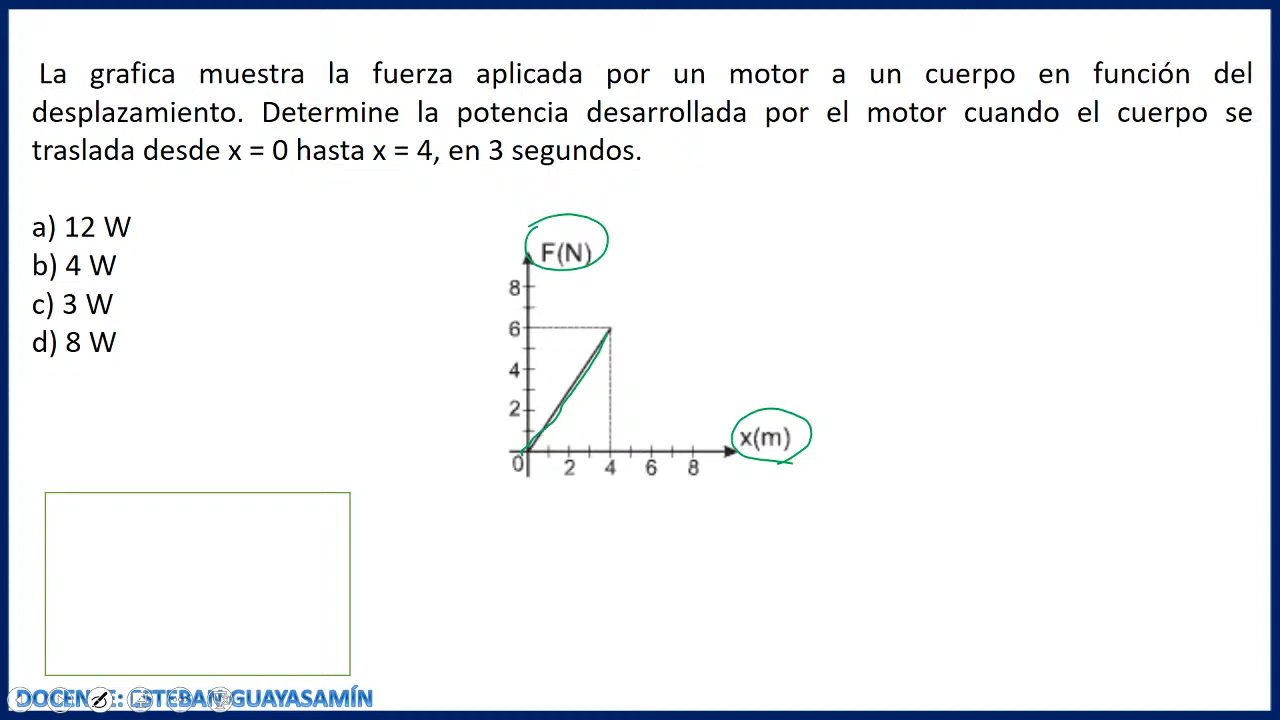 La grafica muestra la fuerza aplicada por un motor a un cuerpo en función del
desplazamiento. Determine la potencia desarrollada por el motor cuando el cuerpo se
traslada desde x = 0 hasta x = 4, en 3 segundos.
a) 12 W
b) 4 W
c) 3 W
d) 8 W
F(N)
8
6
4
2
0
2 4 6 8
x(m)
DOCENTE: ESTEBAN GUAYASAMÍN